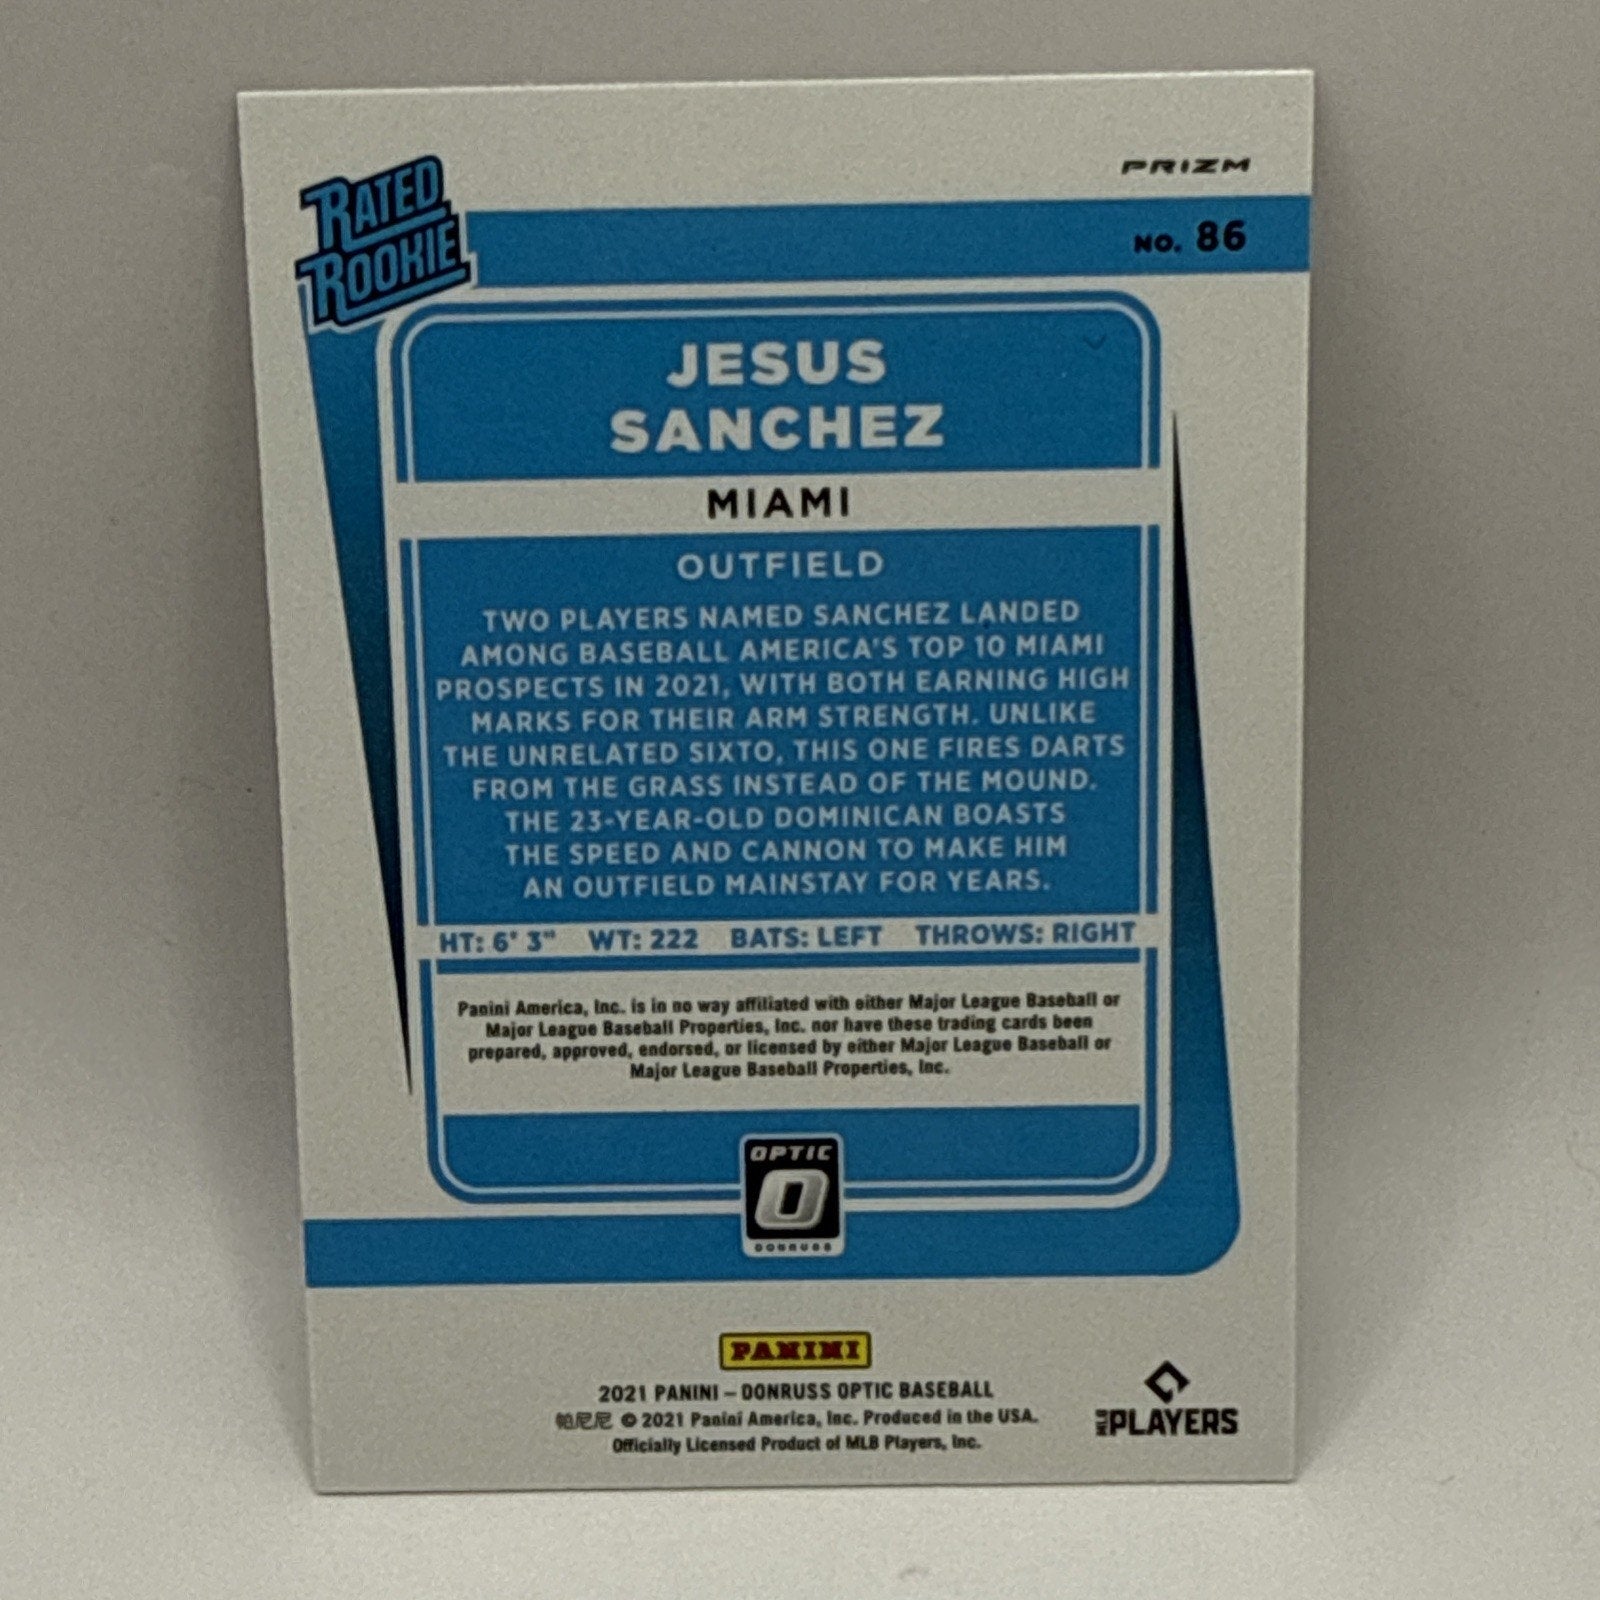 PRIZM
RATED
ROOKIE
NO. 86
JESUS
SANCHEZ
MIAMI
OUTFIELD
TWO PLAYERS NAMED SANCHEZ LANDED
AMONG BASEBALL AMERICA'S TOP 10 MIAMI
PROSPECTS IN 2021, WITH BOTH EARNING HIGH
MARKS FOR THEIR ARM STRENGTH. UNLIKE
THE UNRELATED SIXTO, THIS ONE FIRES DARTS
FROM THE GRASS INSTEAD OF THE MOUND.
THE 23-YEAR-OLD DOMINICAN BOASTS
THE SPEED AND CANNON TO MAKE HIM
AN OUTFIELD MAINSTAY FOR YEARS.
HT: 6' 3" WT: 222 BATS: LEFT THROWS: RIGHT
Panini America, Inc. is in no way affiliated with either Major League Baseball or
Major League Baseball Properties, Inc. nor have these trading cards been
prepared, approved, endorsed, or licensed by either Major League Baseball or
Major League Baseball Properties, Inc.
OPTIC
O
DONRUSS
PANINI
2021 PANINI – DONRUSS OPTIC BASEBALL
帕尼尼 © 2021 Panini America, Inc. Produced in the USA.
Officially Licensed Product of MLB Players, Inc.
MLB PLAYERS